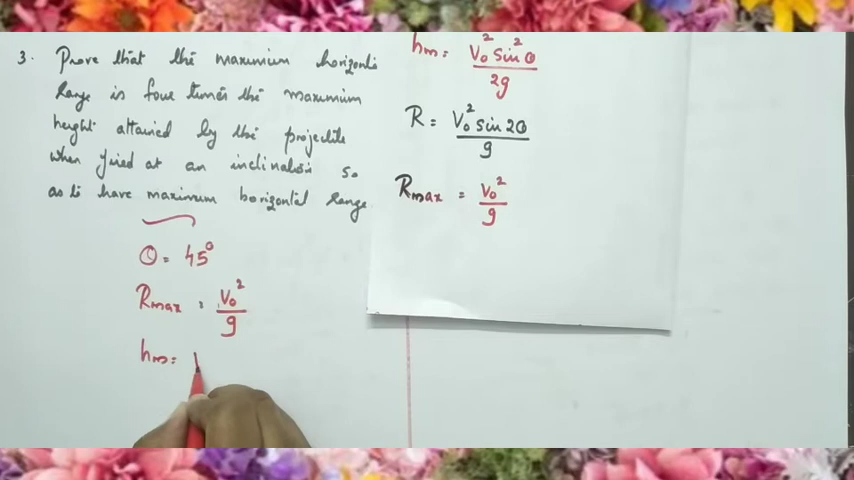 3. Prove that the maximum horizontal
Range is four times the maximum
height attained by the projectile
when fired at an inclination so
as to have maximum horizontal Range
θ = 45°
Rmax = V₀²/g
hm =
hm = V₀² Sin²θ / 2g
R = V₀² Sin 2θ / g
Rmax = V₀²/g